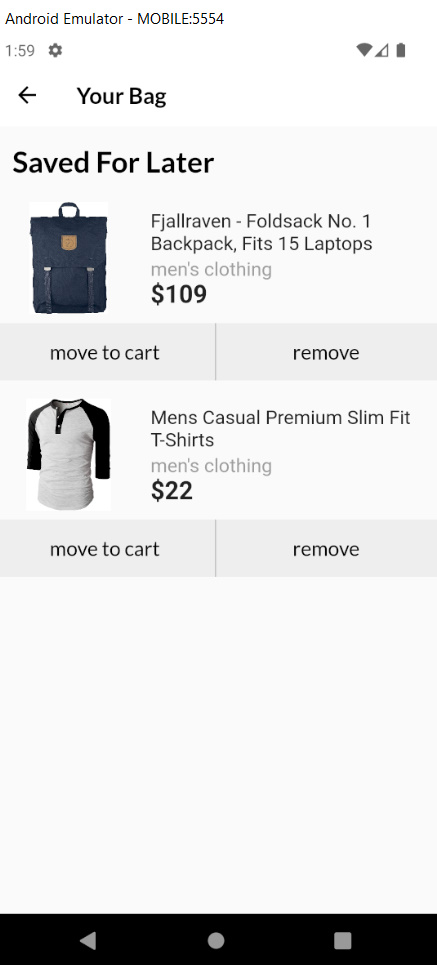 Android Emulator - MOBILE:5554
1:59
Your Bag
Saved For Later
Fjallraven - Foldsack No. 1
Backpack, Fits 15 Laptops
men's clothing
$109
move to cart
remove
Mens Casual Premium Slim Fit
T-Shirts
men's clothing
$22
move to cart
remove